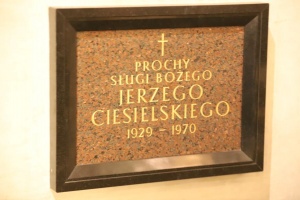 PROCHY
SŁUGI BOŻEGO
JERZEGO
CIESIELSKIEGO
1929 - 1970